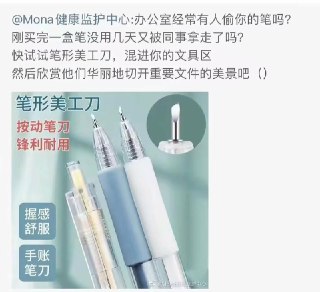 @Mona健康监护中心:办公室经常有人偷你的笔吗?
刚买完一盒笔没用几天又被同事拿走了吗?
快试试笔形美工刀，混进你的文具区
然后欣赏他们华丽地切开重要文件的美景吧（）
笔形美工刀
按动笔刀
锋利耐用
握感
舒服
手账
笔刀